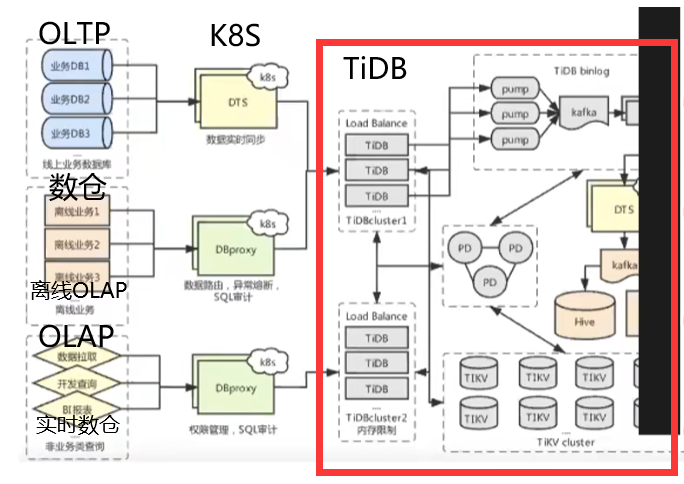 OLTP
业务DB1
业务DB2
业务DB3
线上业务数据库
数仓
离线业务1
离线业务2
离线业务3
离线OLAP
离线业务
OLAP
数据拉取
开发查询
BI报表
实时数仓
非业务类查询
K8S
k8s
DTS
数据实时同步
k8s
DBproxy
数据路由，异常熔断，
SQL审计
k8s
DBproxy
权限管理，SQL审计
TiDB
Load Balance
TiDB
TiDB
TiDB
....
TiDBcluster1
Load Balance
TiDB
TiDB
TiDB
....
TiDBcluster2
内存限制
TiDB binlog
pump
pump
pump
kafka
DTS
kafka
Hive
PD
PD
PD
TiKV
TiKV
TiKV
TiKV
TiKV
TiKV
....
TiKV cluster